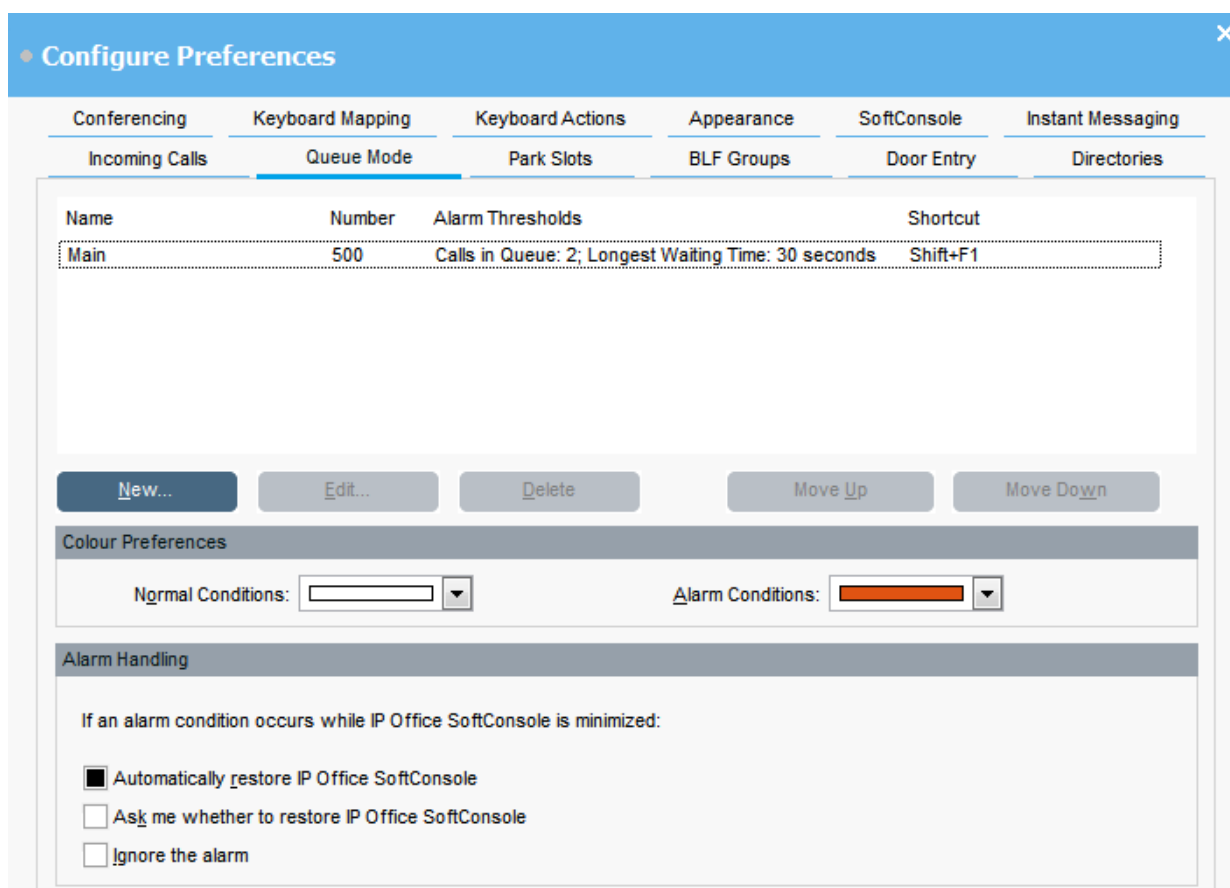 Configure Preferences
Conferencing Keyboard Mapping Keyboard Actions Appearance SoftConsole Instant Messaging
Incoming Calls Queue Mode Park Slots BLF Groups Door Entry Directories
Name Number Alarm Thresholds Shortcut
Main 500 Calls in Queue: 2; Longest Waiting Time: 30 seconds Shift+F1
New... Edit... Delete Move Up Move Down
Colour Preferences
Normal Conditions: Alarm Conditions:
Alarm Handling
If an alarm condition occurs while IP Office SoftConsole is minimized:
Automatically restore IP Office SoftConsole
Ask me whether to restore IP Office SoftConsole
Ignore the alarm